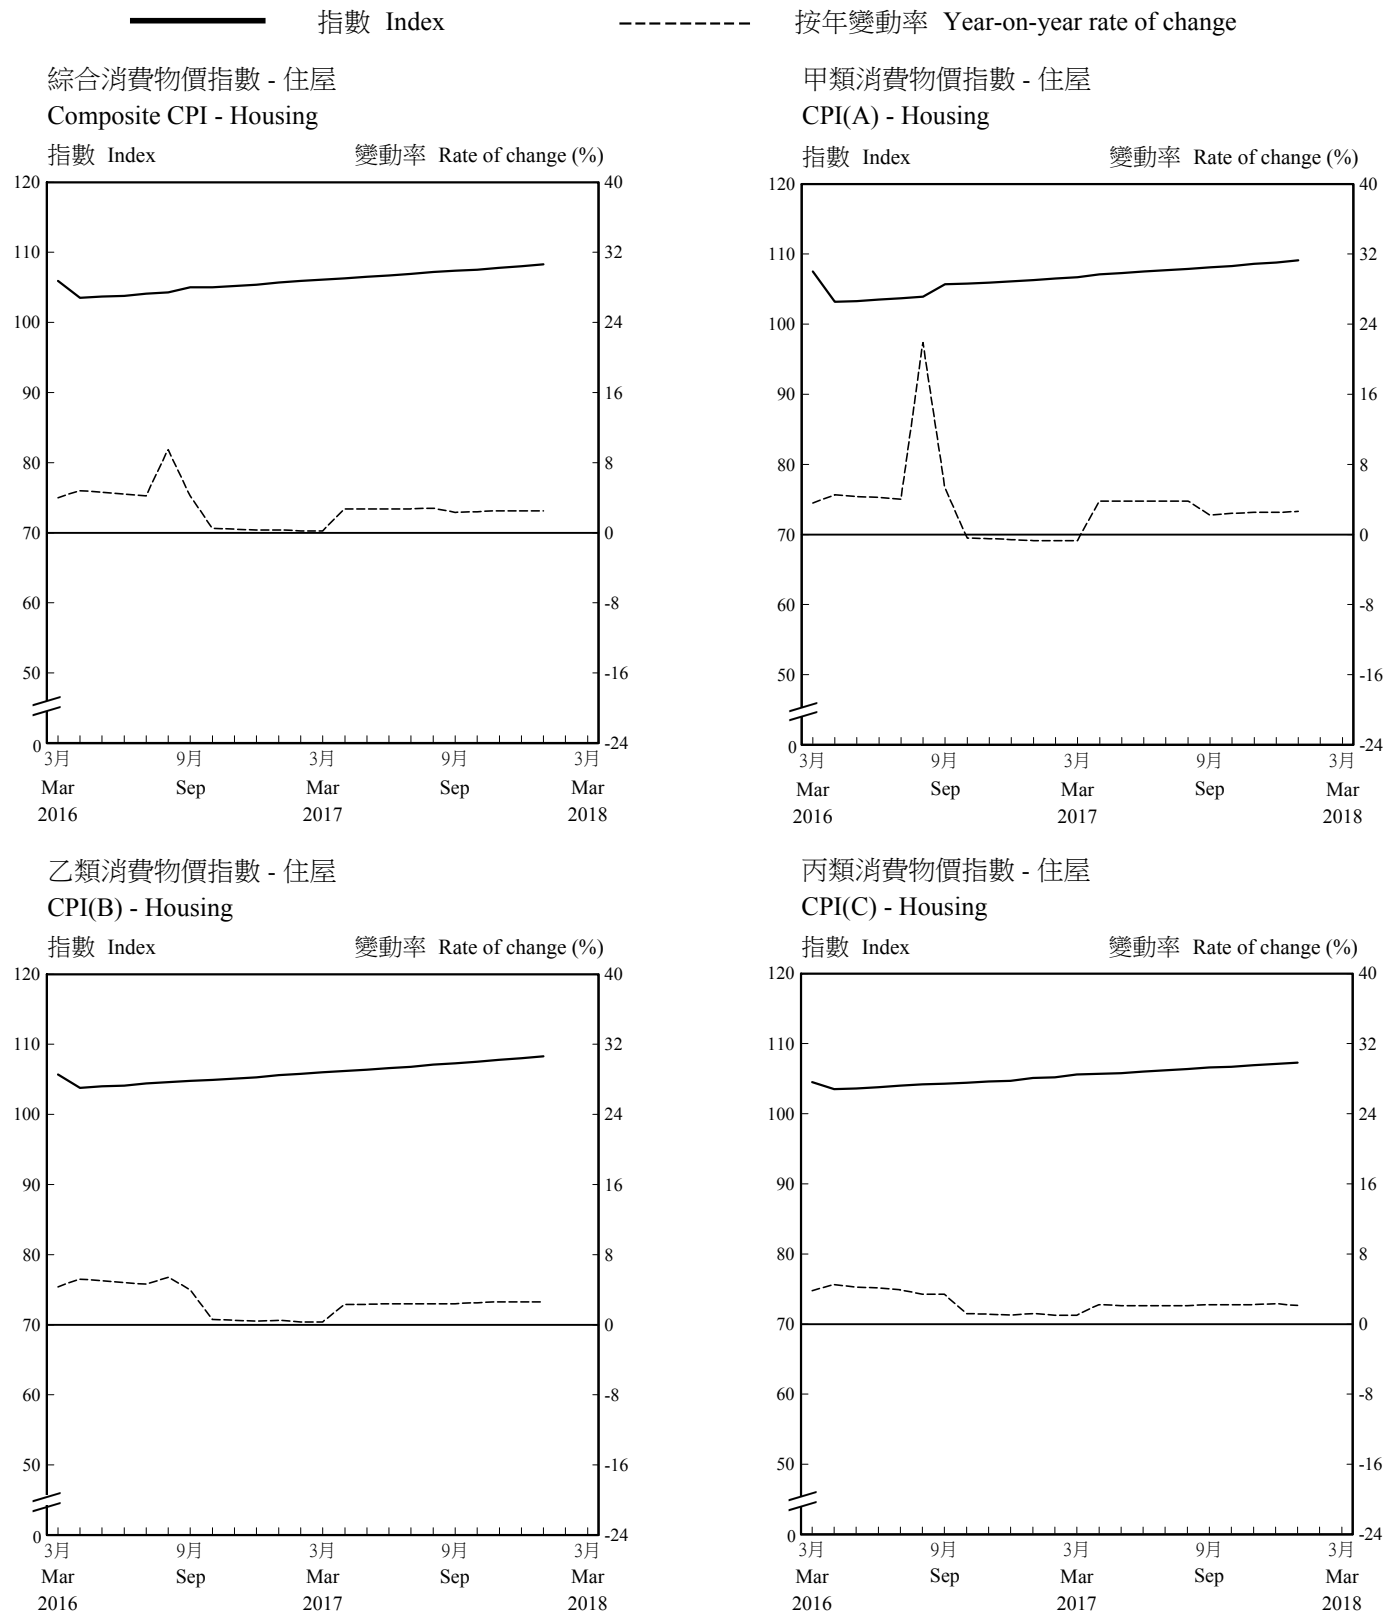 指數 Index 按年變動率 Year-on-year rate of change
綜合消費物價指數 - 住屋
Composite CPI - Housing
指數 Index 變動率 Rate of change (%)
120 40
110 32
100 24
90 16
80 8
70 0
60 -8
50 -16
0 -24
3月 9月 3月 9月 3月
Mar Sep Mar Sep Mar
2016 2017 2018
甲類消費物價指數 - 住屋
CPI(A) - Housing
指數 Index 變動率 Rate of change (%)
120 40
110 32
100 24
90 16
80 8
70 0
60 -8
50 -16
0 -24
3月 9月 3月 9月 3月
Mar Sep Mar Sep Mar
2016 2017 2018
乙類消費物價指數 - 住屋
CPI(B) - Housing
指數 Index 變動率 Rate of change (%)
120 40
110 32
100 24
90 16
80 8
70 0
60 -8
50 -16
0 -24
3月 9月 3月 9月 3月
Mar Sep Mar Sep Mar
2016 2017 2018
丙類消費物價指數 - 住屋
CPI(C) - Housing
指數 Index 變動率 Rate of change (%)
120 40
110 32
100 24
90 16
80 8
70 0
60 -8
50 -16
0 -24
3月 9月 3月 9月 3月
Mar Sep Mar Sep Mar
2016 2017 2018